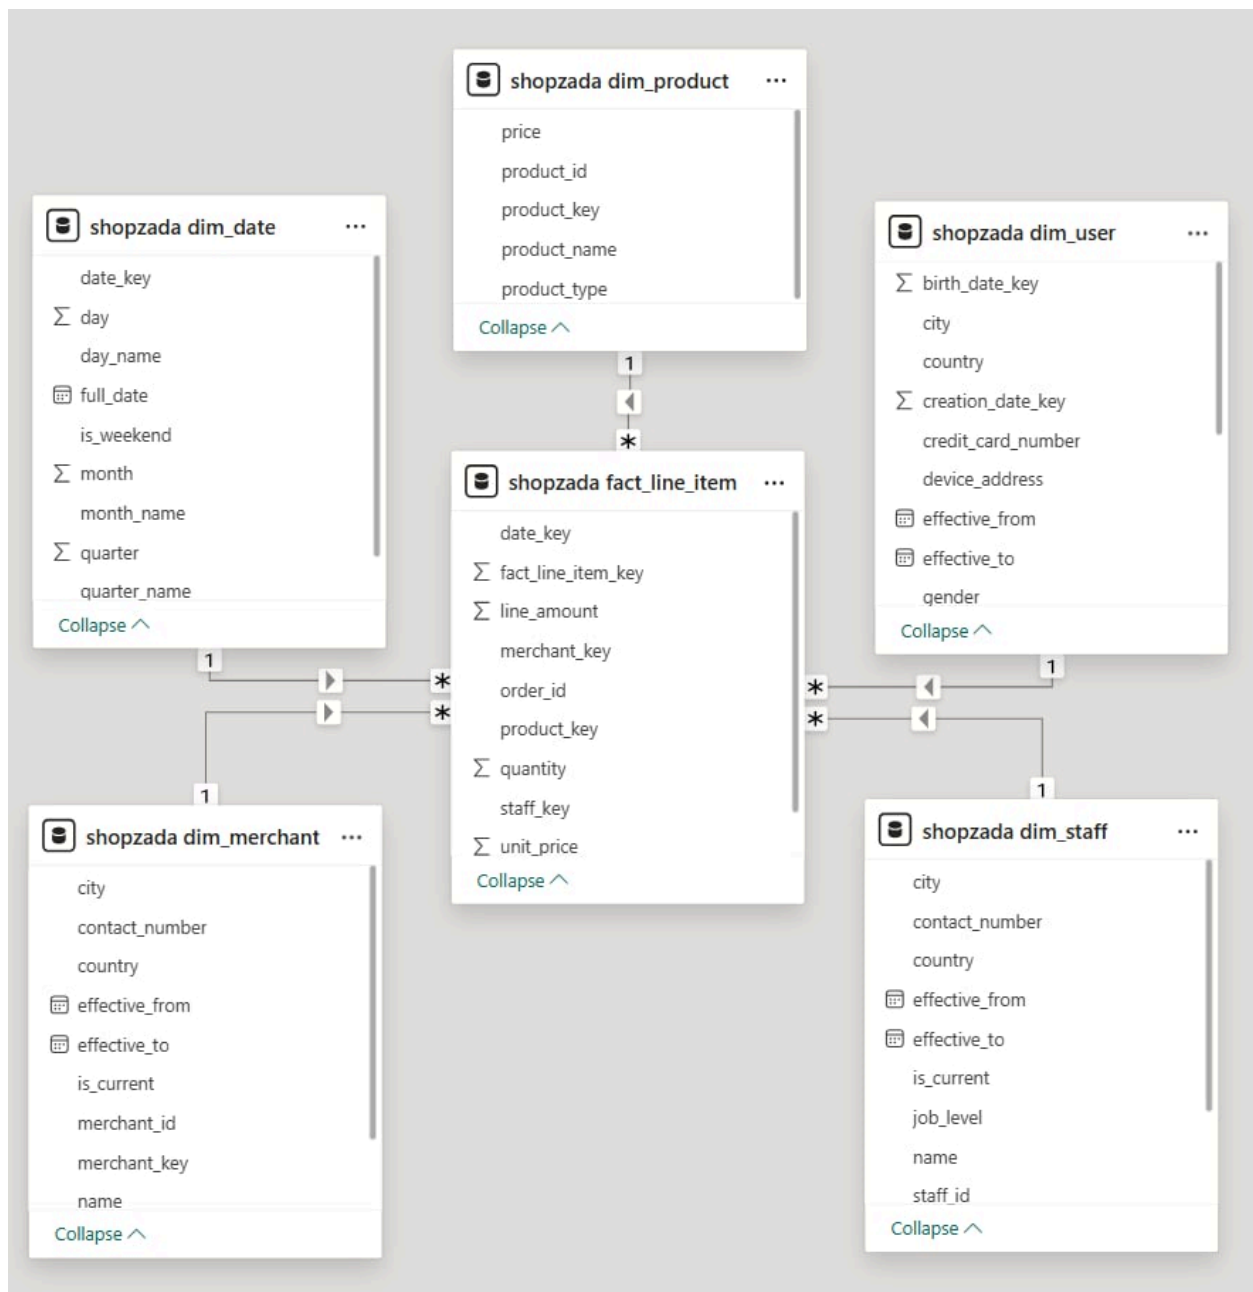 shopzada dim_product ...
price
product_id
product_key
product_name
product_type
Collapse
shopzada dim_date ...
date_key
Σ day
day_name
full_date
is_weekend
Σ month
month_name
Σ quarter
quarter_name
Collapse
shopzada dim_user ...
Σ birth_date_key
city
country
Σ creation_date_key
credit_card_number
device_address
effective_from
effective_to
gender
Collapse
1
*
shopzada fact_line_item ...
date_key
Σ fact_line_item_key
Σ line_amount
merchant_key
order_id
product_key
Σ quantity
staff_key
Σ unit_price
Collapse
1
*
*
1
1
*
*
1
shopzada dim_merchant ...
city
contact_number
country
effective_from
effective_to
is_current
merchant_id
merchant_key
name
Collapse
shopzada dim_staff ...
city
contact_number
country
effective_from
effective_to
is_current
job_level
name
staff_id
Collapse